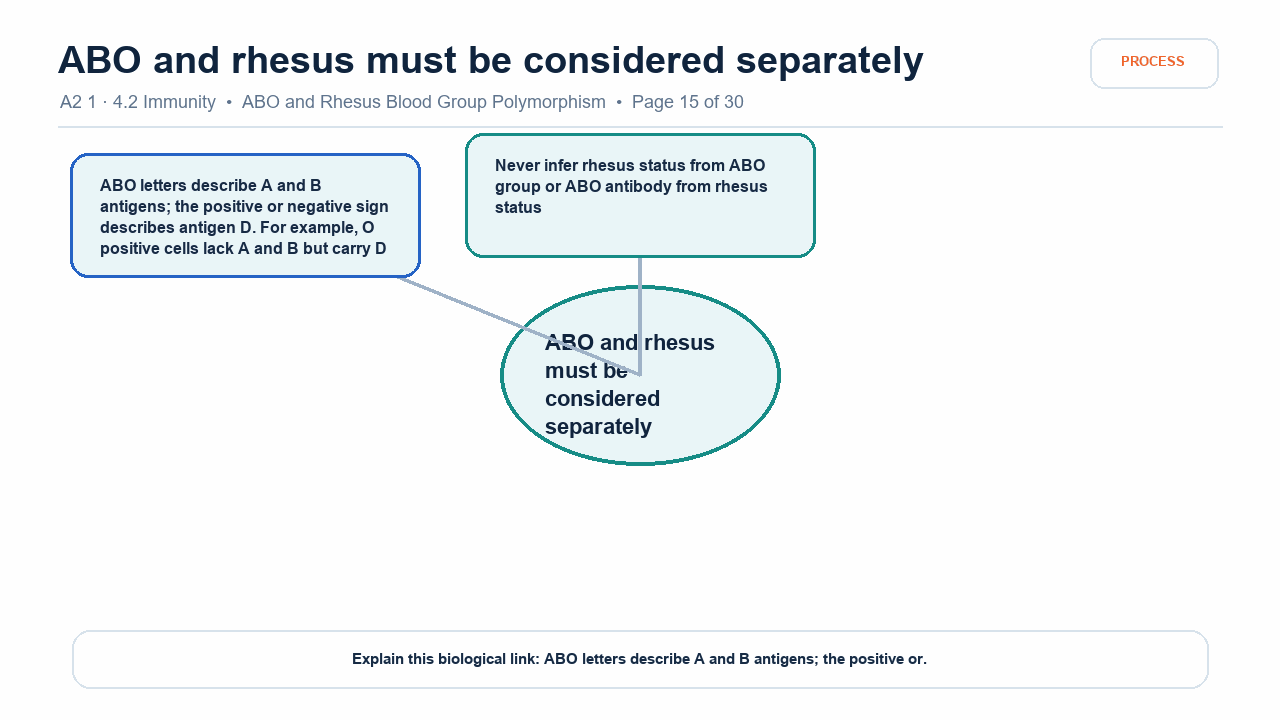 ABO and rhesus must be considered separately
PROCESS
A2 1 · 4.2 Immunity • ABO and Rhesus Blood Group Polymorphism • Page 15 of 30
ABO letters describe A and B
antigens; the positive or negative sign
describes antigen D. For example, O
positive cells lack A and B but carry D
Never infer rhesus status from ABO
group or ABO antibody from rhesus
status
ABO and rhesus
must be
considered
separately
Explain this biological link: ABO letters describe A and B antigens; the positive or.